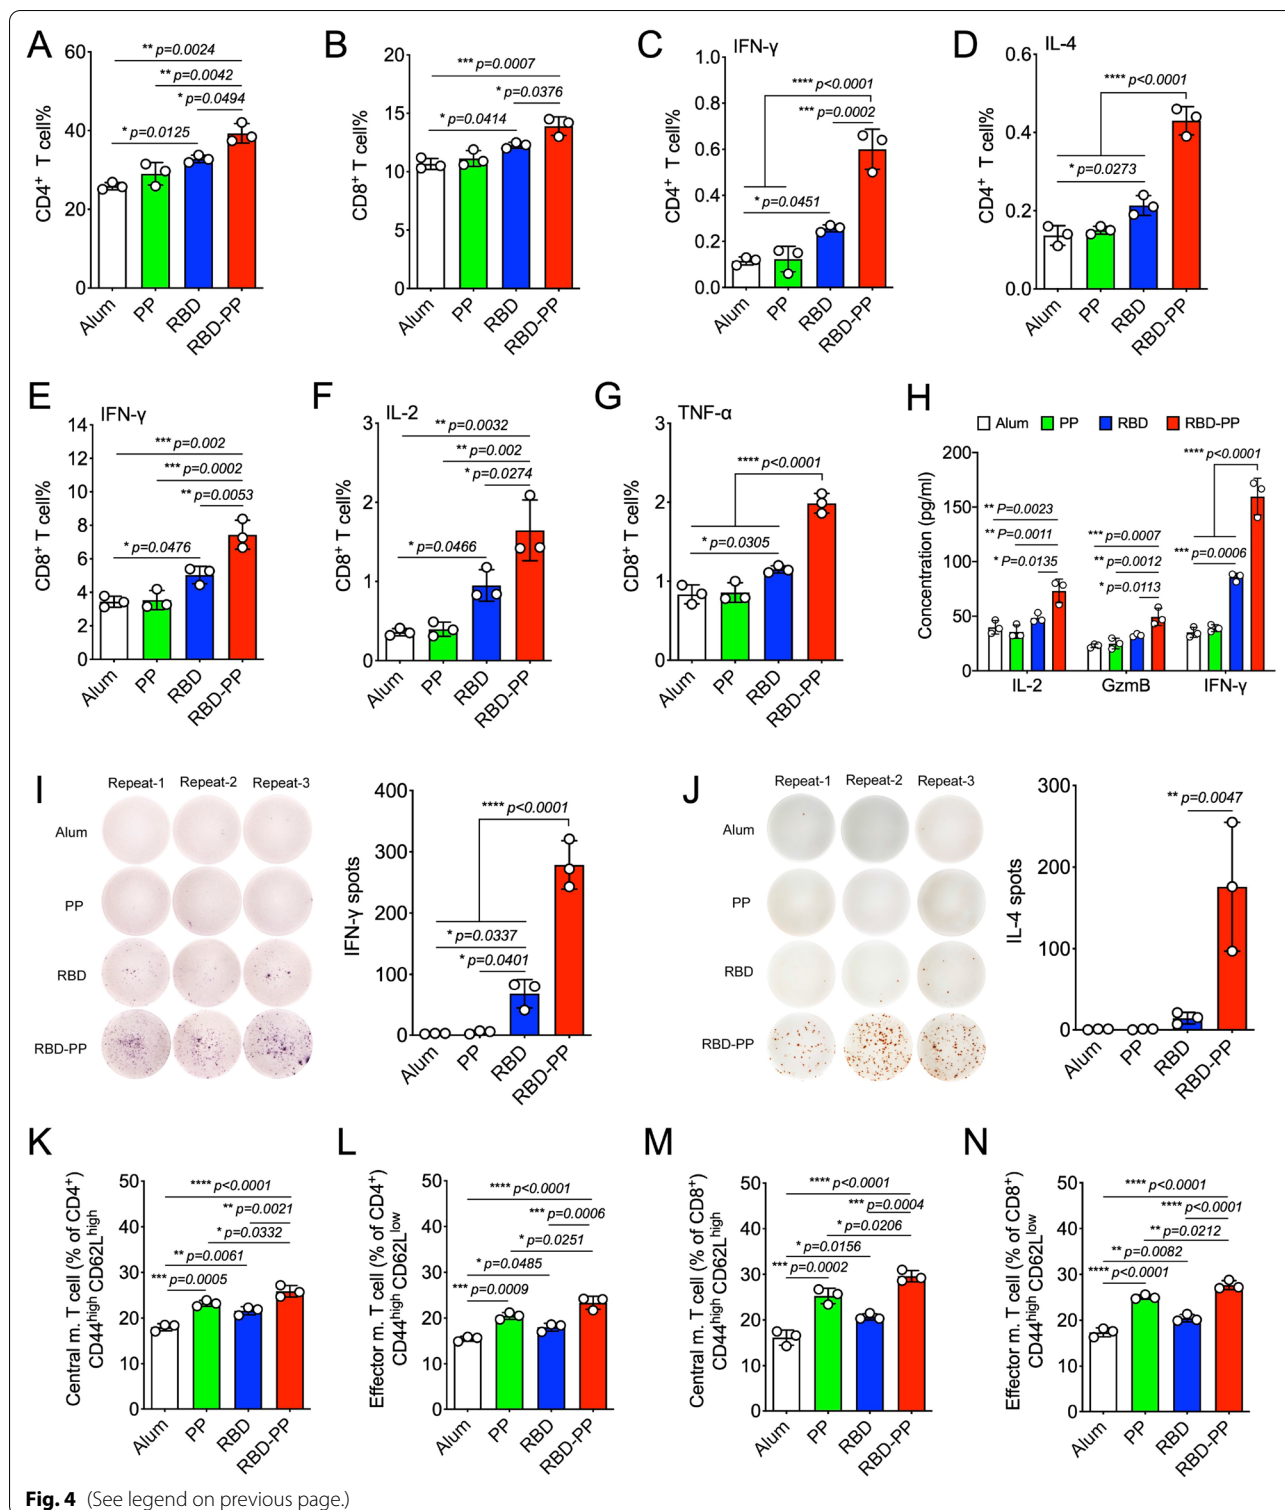 A
CD4⁺ T cell%
60
40
20
0
** p=0.0024
** p=0.0042
* p=0.0494
* p=0.0125
Alum
PP
RBD
RBD-PP
B
CD8⁺ T cell%
20
15
10
5
0
*** p=0.0007
* p=0.0376
* p=0.0414
Alum
PP
RBD
RBD-PP
C
IFN-γ
CD4⁺ T cell%
1.0
0.8
0.6
0.4
0.2
0.0
**** p<0.0001
*** p=0.0002
* p=0.0451
Alum
PP
RBD
RBD-PP
D
IL-4
CD4⁺ T cell%
0.6
0.4
0.2
0.0
**** p<0.0001
* p=0.0273
Alum
PP
RBD
RBD-PP
E
IFN-γ
CD8⁺ T cell%
14
12
10
8
6
4
2
0
*** p=0.002
*** p=0.0002
** p=0.0053
* p=0.0476
Alum
PP
RBD
RBD-PP
F
IL-2
CD8⁺ T cell%
3
2
1
0
** p=0.0032
** p=0.002
* p=0.0274
* p=0.0466
Alum
PP
RBD
RBD-PP
G
TNF-α
CD8⁺ T cell%
3
2
1
0
**** p<0.0001
* p=0.0305
Alum
PP
RBD
RBD-PP
H
Alum PP RBD RBD-PP
Concentration (pg/ml)
200
150
100
50
0
** P=0.0023
** P=0.0011
* P=0.0135
*** p=0.0007
** p=0.0012
* p=0.0113
**** p<0.0001
*** p=0.0006
IL-2 GzmB IFN-γ
I
Repeat-1 Repeat-2 Repeat-3
Alum
PP
RBD
RBD-PP
IFN-γ spots
400
300
200
100
0
**** p<0.0001
* p=0.0337
* p=0.0401
Alum
PP
RBD
RBD-PP
J
Repeat-1 Repeat-2 Repeat-3
Alum
PP
RBD
RBD-PP
IL-4 spots
300
200
100
0
** p=0.0047
Alum
PP
RBD
RBD-PP
K
Central m. T cell (% of CD4⁺)
CD44ʰⁱᵍʰ CD62Lʰⁱᵍʰ
50
40
30
20
10
0
**** p<0.0001
** p=0.0021
* p=0.0332
** p=0.0061
*** p=0.0005
Alum
PP
RBD
RBD-PP
L
Effector m. T cell (% of CD4⁺)
CD44ʰⁱᵍʰ CD62Lˡᵒʷ
50
40
30
20
10
0
**** p<0.0001
*** p=0.0006
* p=0.0251
* p=0.0485
*** p=0.0009
Alum
PP
RBD
RBD-PP
M
Central m. T cell (% of CD8⁺)
CD44ʰⁱᵍʰ CD62Lʰⁱᵍʰ
50
40
30
20
10
0
**** p<0.0001
*** p=0.0004
* p=0.0206
* p=0.0156
*** p=0.0002
Alum
PP
RBD
RBD-PP
N
Effector m. T cell (% of CD8⁺)
CD44ʰⁱᵍʰ CD62Lˡᵒʷ
50
40
30
20
10
0
**** p<0.0001
**** p<0.0001
** p=0.0212
** p=0.0082
**** p<0.0001
Alum
PP
RBD
RBD-PP
Fig. 4 (See legend on previous page.)